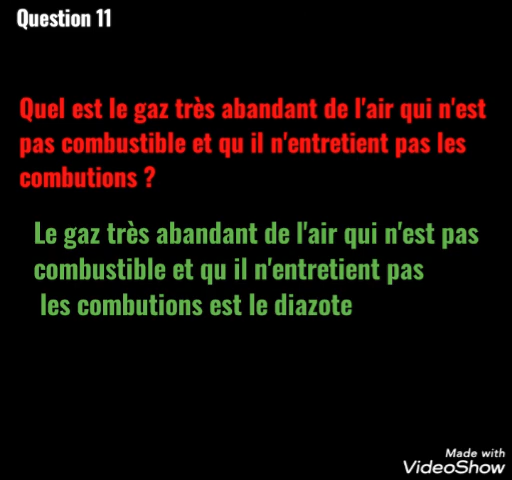 Question 11
Quel est le gaz très abandant de l'air qui n'est
pas combustible et qu il n'entretient pas les
combutions ?
Le gaz très abandant de l'air qui n'est pas
combustible et qu il n'entretient pas
les combutions est le diazote
Made with
VideoShow